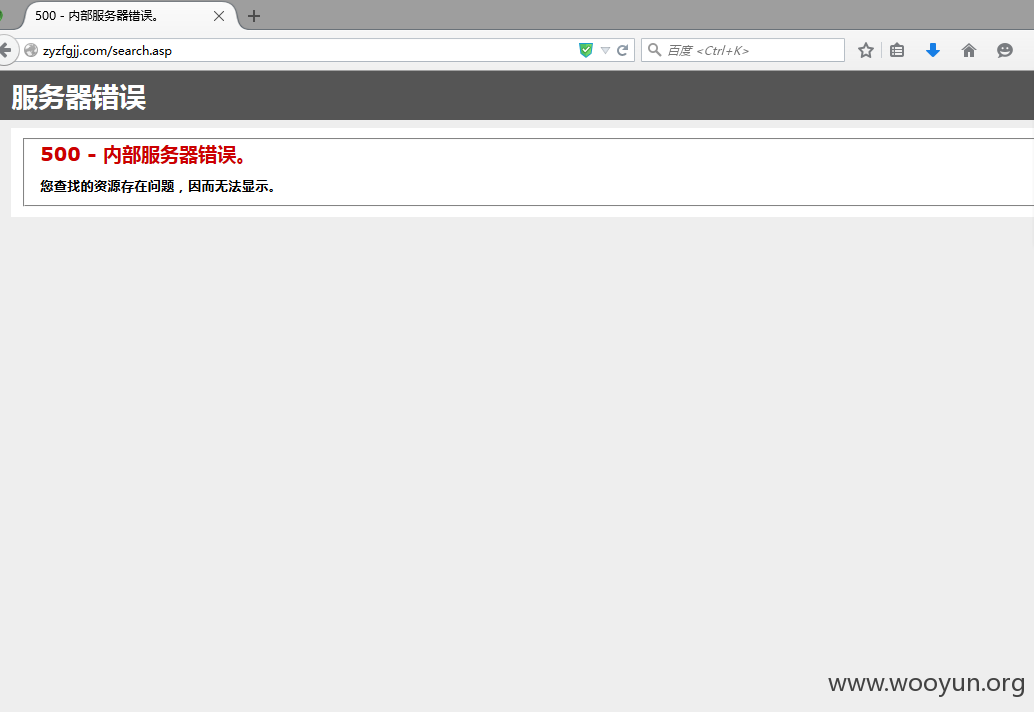 500 - 内部服务器错误。
zyzfgjj.com/search.asp
百度 <Ctrl+K>
服务器错误
500 - 内部服务器错误。
您查找的资源存在问题，因而无法显示。
www.wooyun.org